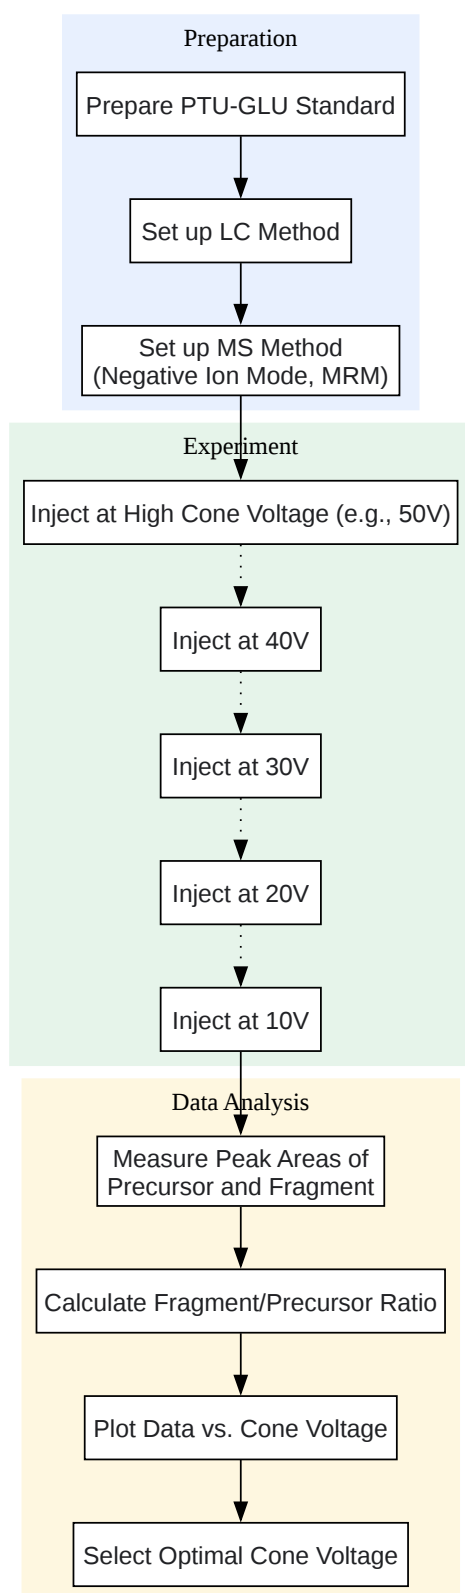 Preparation
Prepare PTU-GLU Standard
Set up LC Method
Set up MS Method
(Negative Ion Mode, MRM)
Experiment
Inject at High Cone Voltage (e.g., 50V)
Inject at 40V
Inject at 30V
Inject at 20V
Inject at 10V
Data Analysis
Measure Peak Areas of
Precursor and Fragment
Calculate Fragment/Precursor Ratio
Plot Data vs. Cone Voltage
Select Optimal Cone Voltage